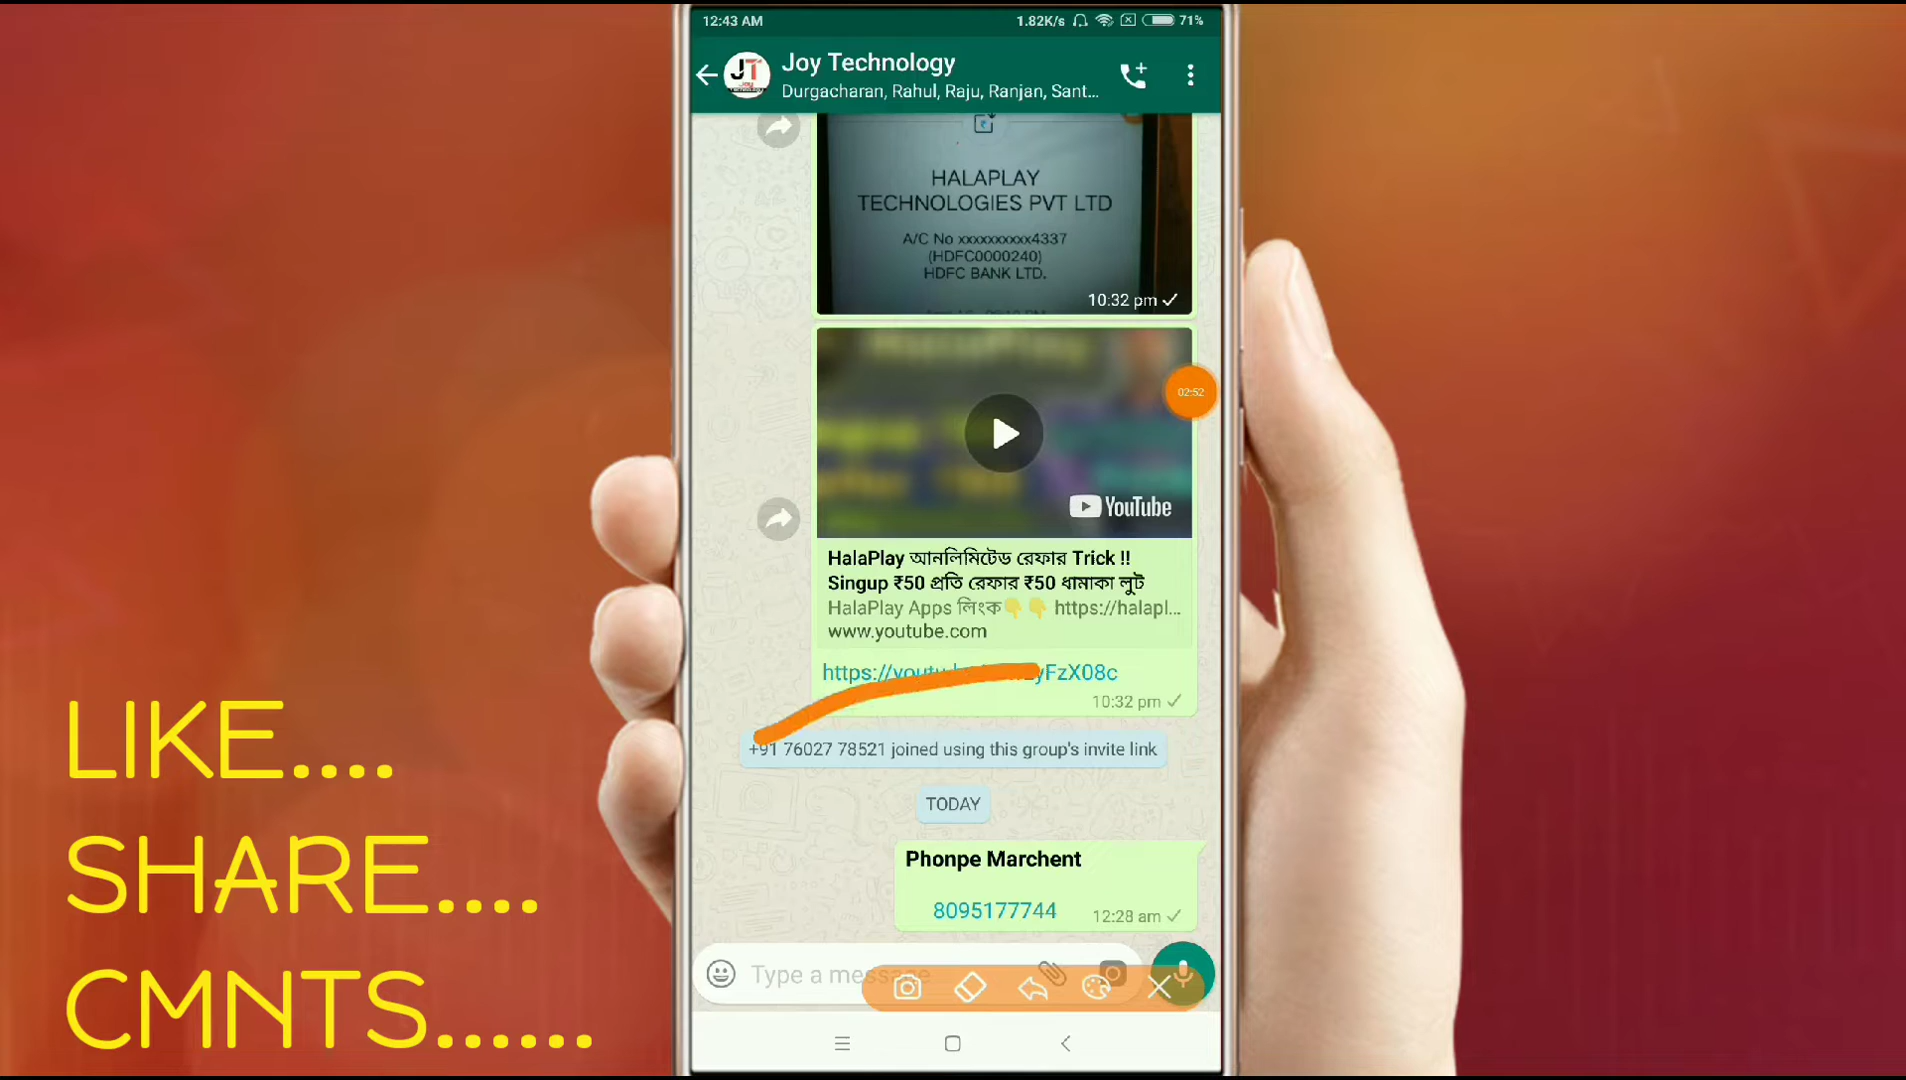 12:43 AM 1.82K/s 71%
JT Joy Technology
Durgacharan, Rahul, Raju, Ranjan, Sant...
HALAPLAY
TECHNOLOGIES PVT LTD
A/C No xxxxxxxxxx4337
(HDFC0000240)
HDFC BANK LTD.
10:32 pm
02:52
YouTube
HalaPlay আনলিমিটেড রেফার Trick !!
Singup ₹50 প্রতি রেফার ₹50 ধামাকা লুট
HalaPlay Apps লিংক👇👇 https://halapl...
www.youtube.com
10:32 pm
+91 76027 78521 joined using this group's invite link
TODAY
Phonpe Marchent
8095177744 12:28 am
Type a message
LIKE....
SHARE....
CMNTS......